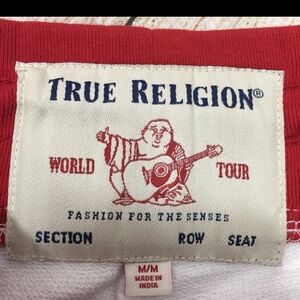 TRUE RELIGION®
WORLD TOUR
FASHION FOR THE SENSES
SECTION ROW SEAT
M/M
MADE IN
INDIA